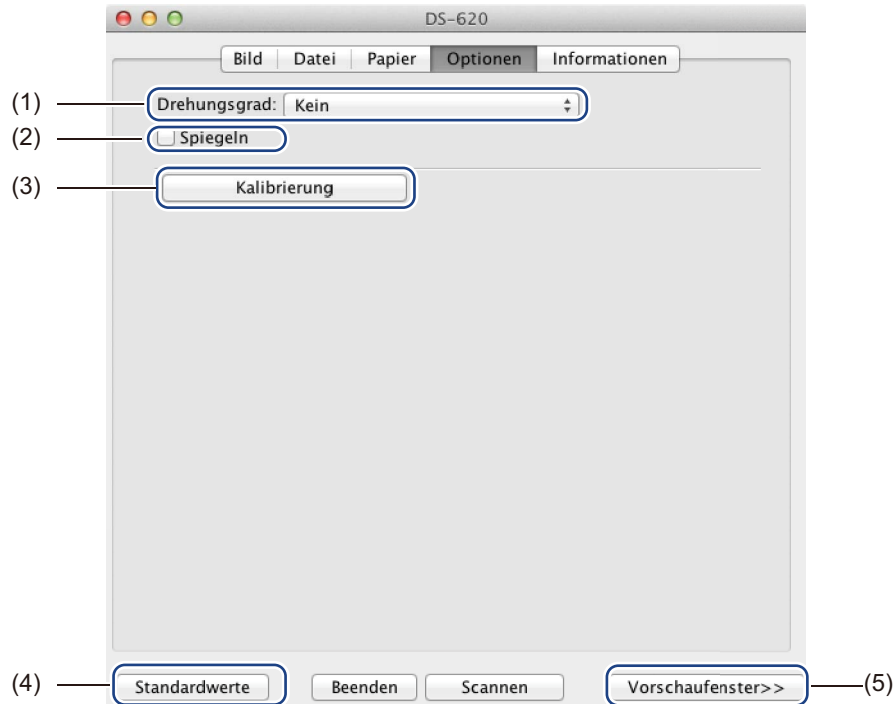 DS-620
Bild Datei Papier Optionen Informationen
(1) Drehungsgrad: Kein
(2) Spiegeln
(3) Kalibrierung
(4) Standardwerte Beenden Scannen Vorschaufenster>> (5)